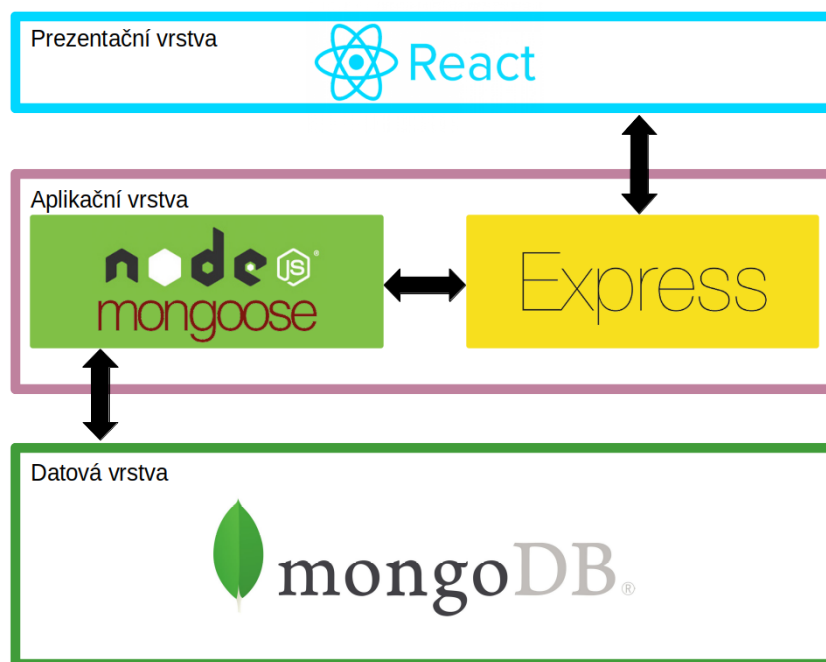 Prezentační vrstva
React
Aplikační vrstva
node JS ®
mongoose
Express
Datová vrstva
mongoDB®